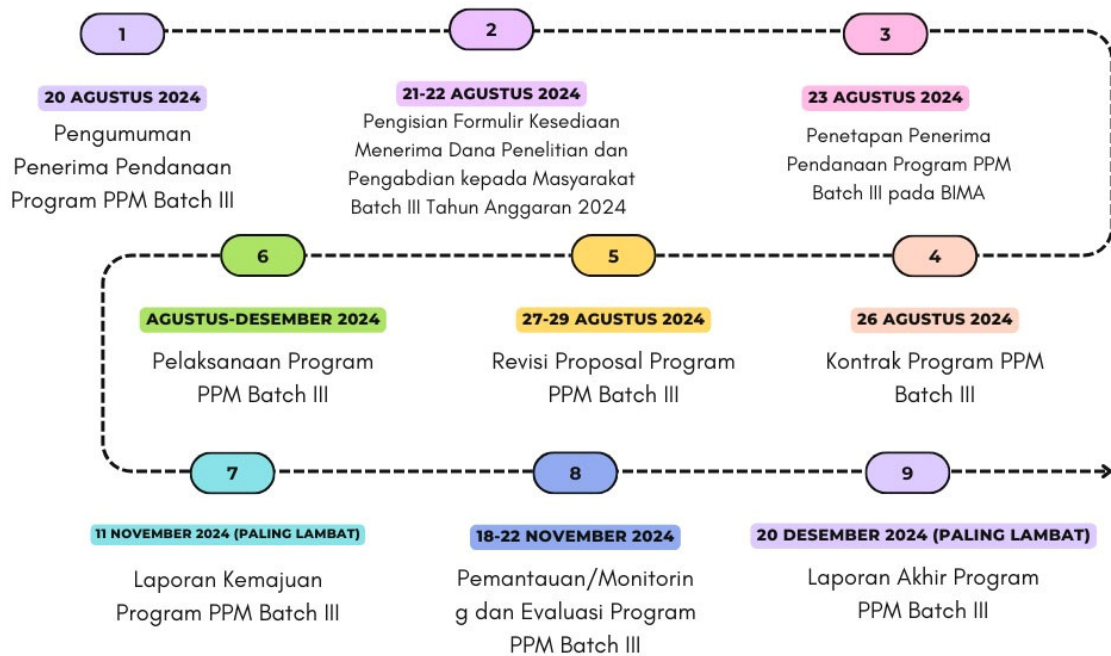 1
20 AGUSTUS 2024
Pengumuman
Penerima Pendanaan
Program PPM Batch III
2
21-22 AGUSTUS 2024
Pengisian Formulir Kesediaan
Menerima Dana Penelitian dan
Pengabdian kepada Masyarakat
Batch III Tahun Anggaran 2024
3
23 AGUSTUS 2024
Penetapan Penerima
Pendanaan Program PPM
Batch III pada BIMA
4
26 AGUSTUS 2024
Kontrak Program PPM
Batch III
5
27-29 AGUSTUS 2024
Revisi Proposal Program
PPM Batch III
6
AGUSTUS-DESEMBER 2024
Pelaksanaan Program
PPM Batch III
7
11 NOVEMBER 2024 (PALING LAMBAT)
Laporan Kemajuan
Program PPM Batch III
8
18-22 NOVEMBER 2024
Pemantauan/Monitorin
g dan Evaluasi Program
PPM Batch III
9
20 DESEMBER 2024 (PALING LAMBAT)
Laporan Akhir Program
PPM Batch III